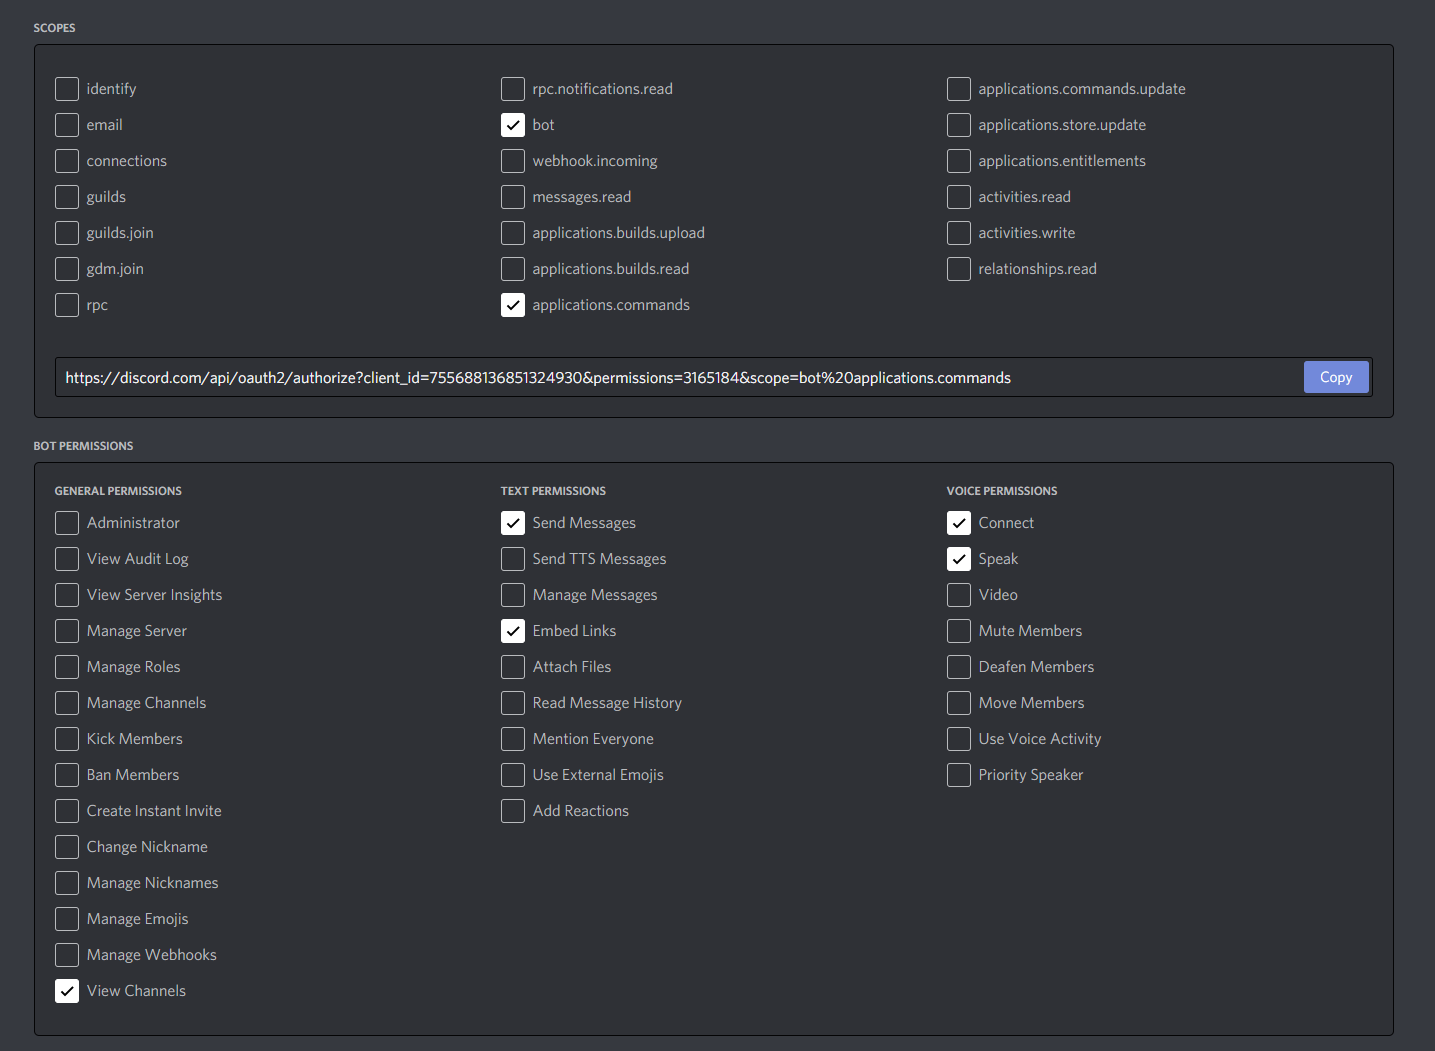 SCOPES
identify
email
connections
guilds
guilds.join
gdm.join
rpc
rpc.notifications.read
bot
webhook.incoming
messages.read
applications.builds.upload
applications.builds.read
applications.commands
applications.commands.update
applications.store.update
applications.entitlements
activities.read
activities.write
relationships.read
https://discord.com/api/oauth2/authorize?client_id=755688136851324930&permissions=3165184&scope=bot%20applications.commands
Copy
BOT PERMISSIONS
GENERAL PERMISSIONS
Administrator
View Audit Log
View Server Insights
Manage Server
Manage Roles
Manage Channels
Kick Members
Ban Members
Create Instant Invite
Change Nickname
Manage Nicknames
Manage Emojis
Manage Webhooks
View Channels
TEXT PERMISSIONS
Send Messages
Send TTS Messages
Manage Messages
Embed Links
Attach Files
Read Message History
Mention Everyone
Use External Emojis
Add Reactions
VOICE PERMISSIONS
Connect
Speak
Video
Mute Members
Deafen Members
Move Members
Use Voice Activity
Priority Speaker